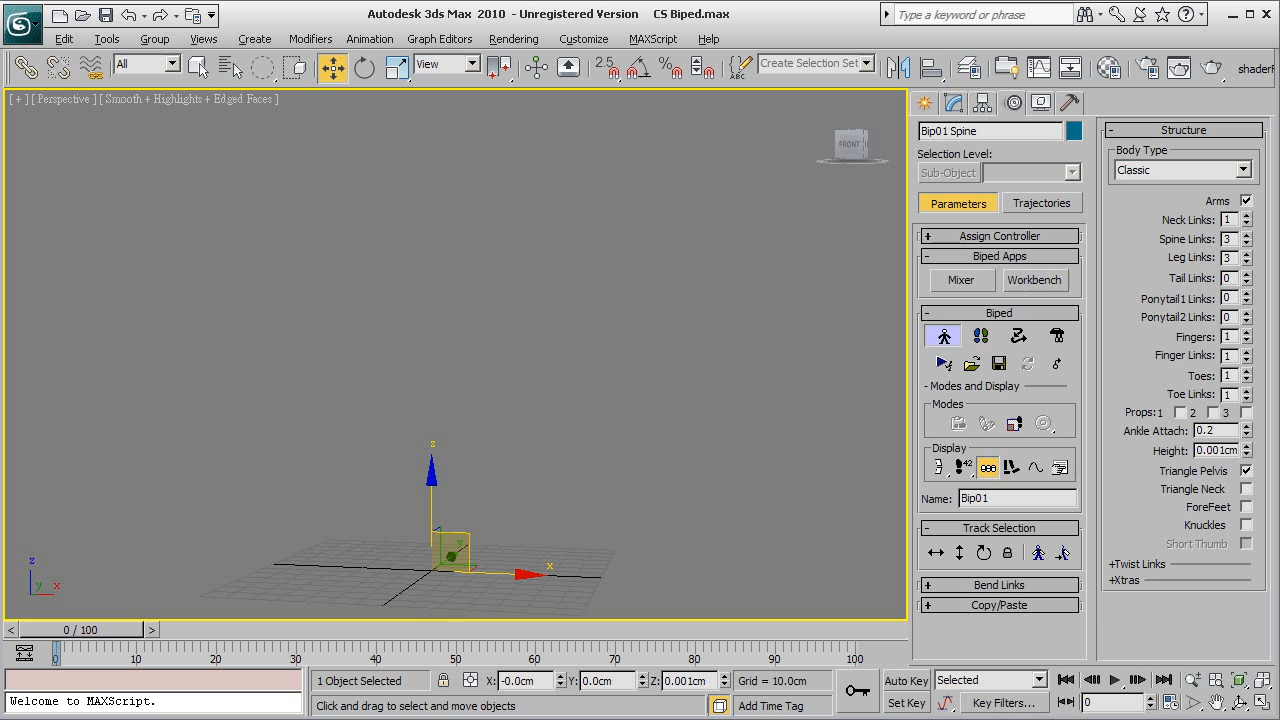 Autodesk 3ds Max 2010 - Unregistered Version CS Biped.max
Type a keyword or phrase
Edit Tools Group Views Create Modifiers Animation Graph Editors Rendering Customize MAXScript Help
All
View
2.5
Create Selection Set
ABC
shaderf
[ + ] [ Perspective ] [ Smooth + Highlights + Edged Faces ]
FRONT
z
y
x
z
y
x
Bip01 Spine
Selection Level:
Sub-Object
Parameters Trajectories
+ Assign Controller
- Biped Apps
Mixer Workbench
- Biped
- Modes and Display
Modes
Display
Name: Bip01
- Track Selection
+ Bend Links
+ Copy/Paste
- Structure
Body Type
Classic
Arms
Neck Links: 1
Spine Links: 3
Leg Links: 3
Tail Links: 0
Ponytail1 Links: 0
Ponytail2 Links: 0
Fingers: 1
Finger Links: 1
Toes: 1
Toe Links: 1
Props: 1 2 3
Ankle Attach: 0.2
Height: 0.001cm
Triangle Pelvis
Triangle Neck
ForeFeet
Knuckles
Short Thumb
+Twist Links
+Xtras
< 0 / 100 >
0 10 20 30 40 50 60 70 80 90 100
1 Object Selected X: -0.0cm Y: 0.0cm Z: 0.001cm Grid = 10.0cm
Auto Key Selected
Welcome to MAXScript.
Click and drag to select and move objects
Add Time Tag
Set Key Key Filters... 0